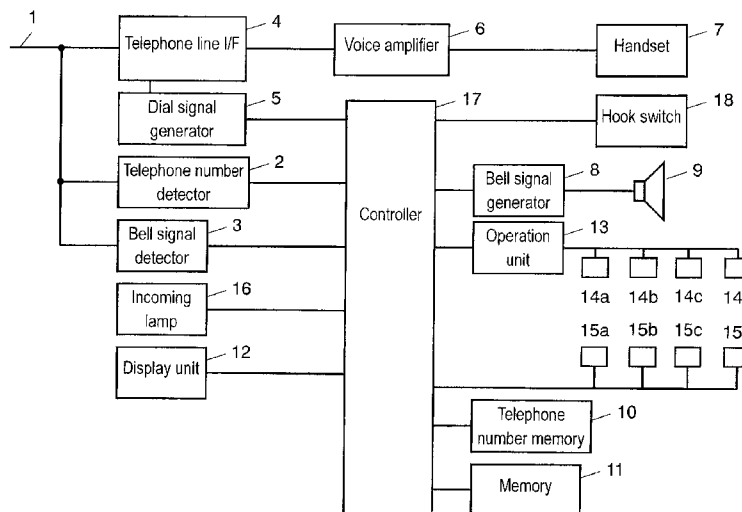 1
Telephone line I/F
4
Voice amplifier
6
Handset
7
Dial signal
generator
5
17
Hook switch
18
Telephone number
detector
2
Controller
Bell signal
generator
8
9
Bell signal
detector
3
Operation
unit
13
Incoming
lamp
16
14a
14b
14c
14
15a
15b
15c
15
Display unit
12
Telephone
number memory
10
Memory
11